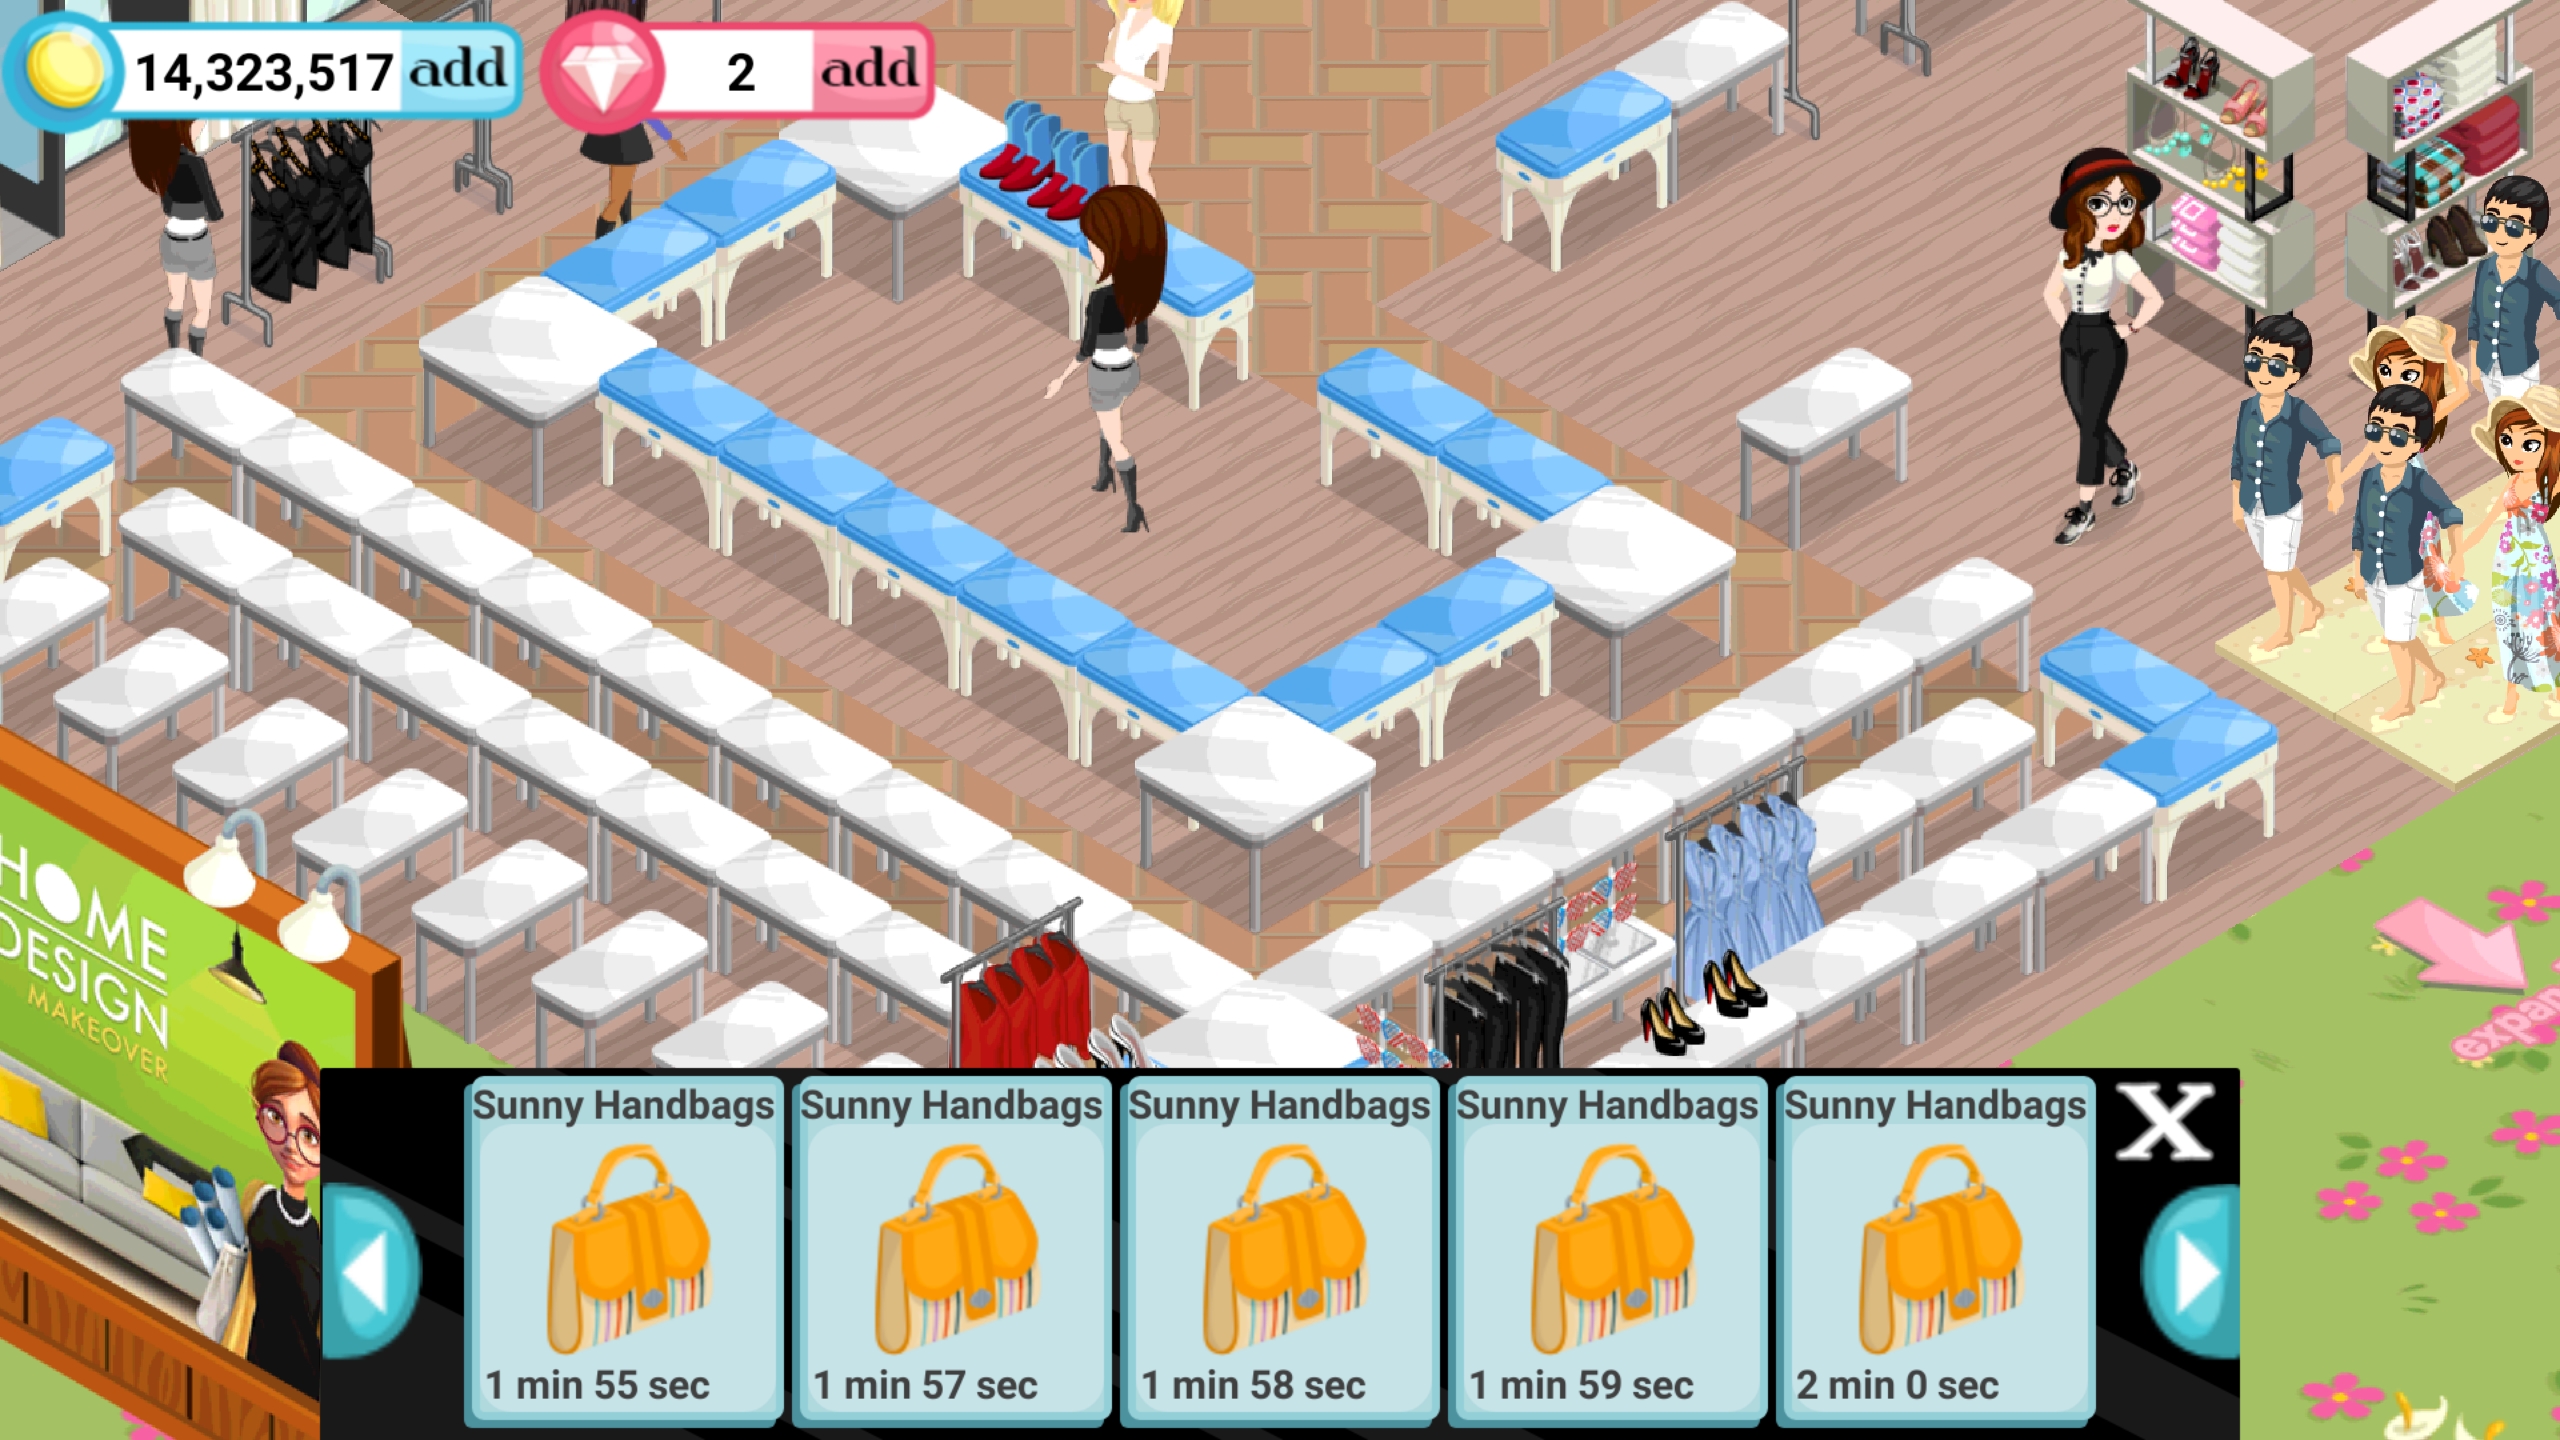 14,323,517 add
2 add
HOME
DESIGN
MAKEOVER
Sunny Handbags
1 min 55 sec
Sunny Handbags
1 min 57 sec
Sunny Handbags
1 min 58 sec
Sunny Handbags
1 min 59 sec
Sunny Handbags
2 min 0 sec
X